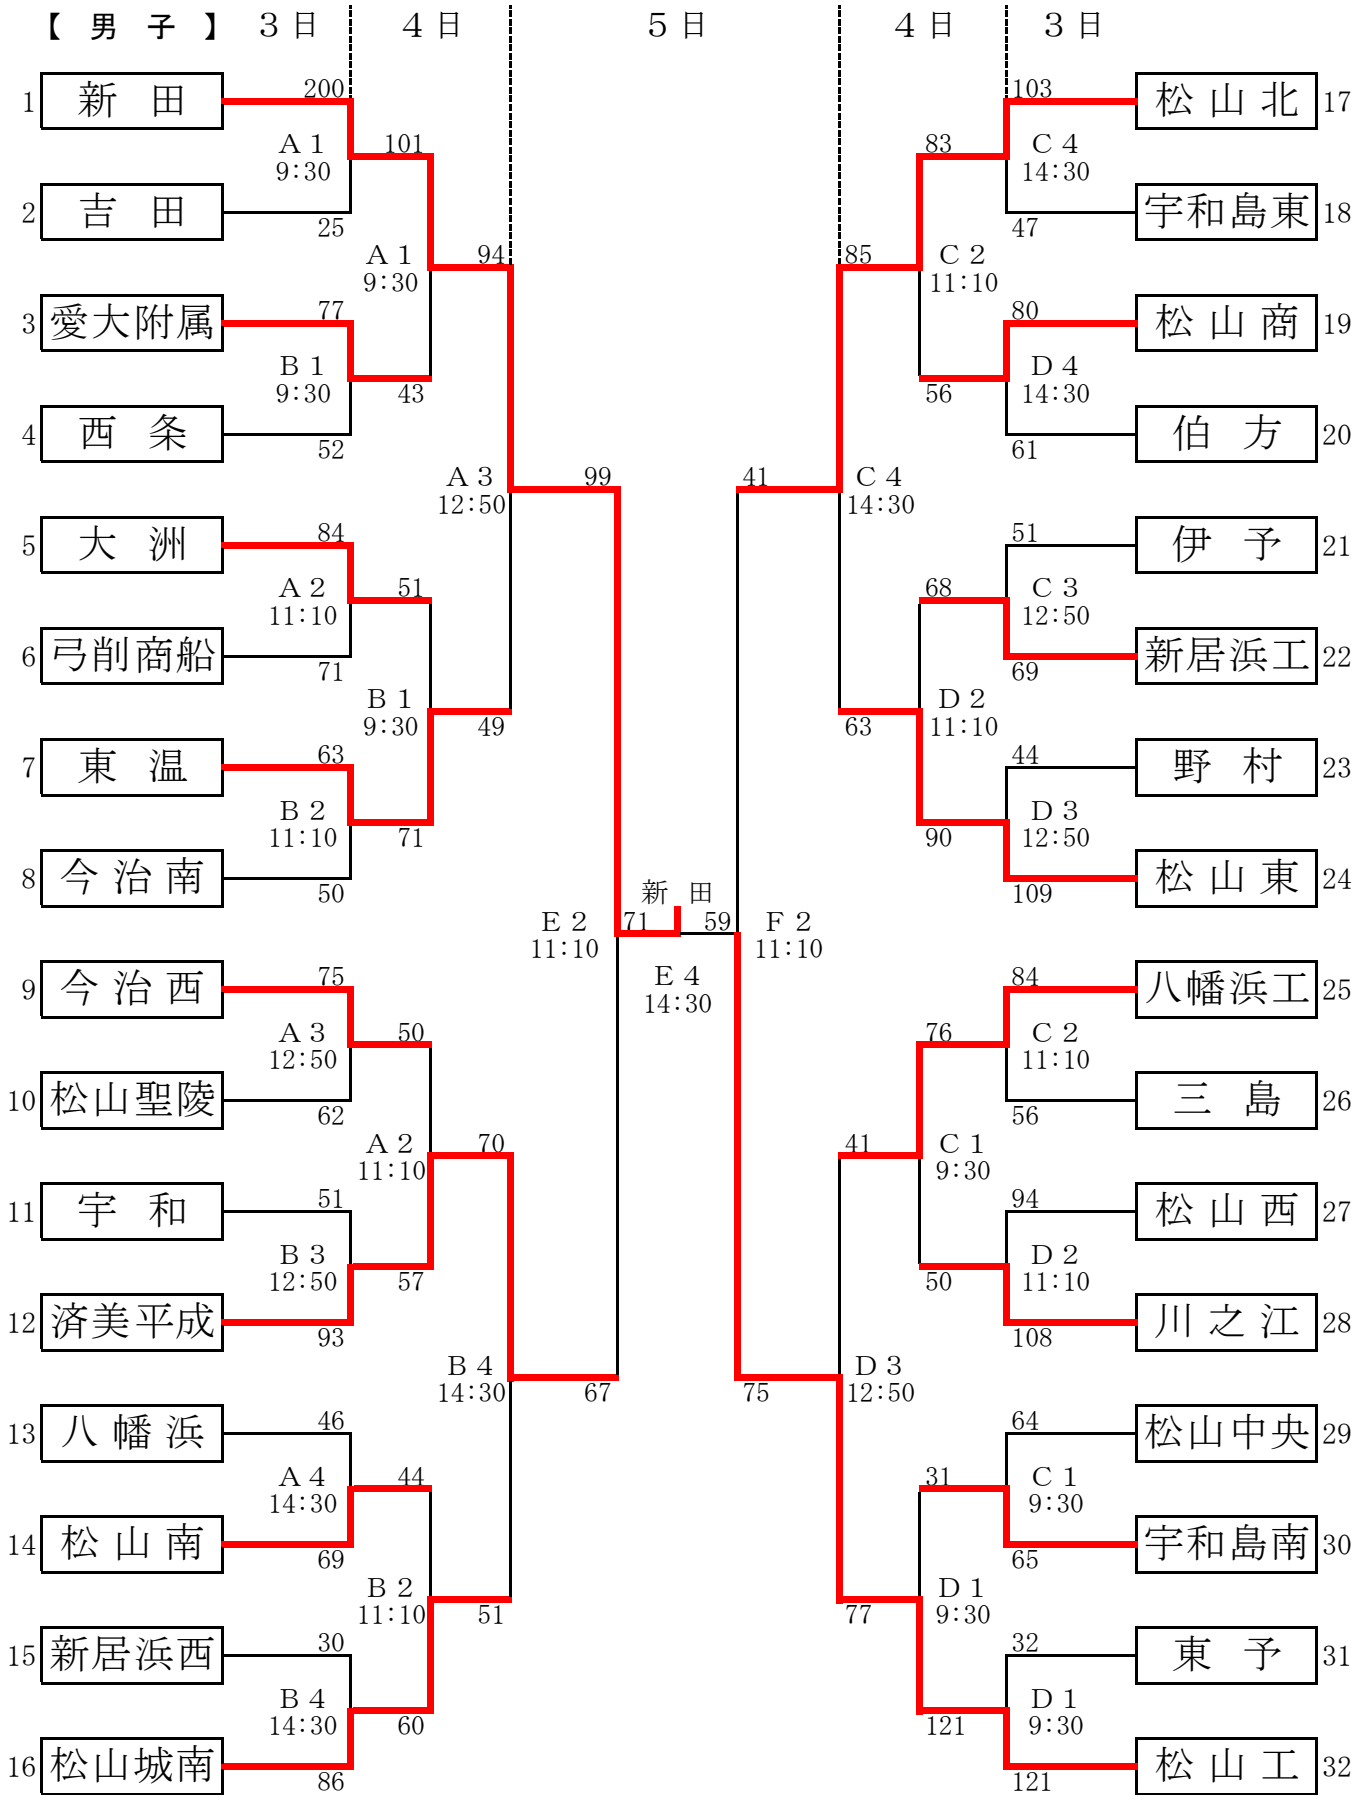 【 男 子 】 3日 4日 5日 4日 3日
1 新田 200 103 松山北 17
A1 101 83 C4
9:30 14:30
2 吉田 25 47 宇和島東 18
A1 94 85 C2
9:30 11:10
3 愛大附属 77 80 松山商 19
B1 D4
9:30 43 56 14:30
4 西条 52 61 伯方 20
A3 99 41 C4
12:50 14:30
5 大洲 84 51 伊予 21
A2 51 68 C3
11:10 12:50
6 弓削商船 71 69 新居浜工 22
B1 D2
9:30 49 63 11:10
7 東温 63 44 野村 23
B2 D3
11:10 71 90 12:50
8 今治南 50 109 松山東 24
新田
E2 71 59 F2
11:10 11:10
E4
14:30
9 今治西 75 84 八幡浜工 25
A3 50 76 C2
12:50 11:10
10 松山聖陵 62 56 三島 26
A2 70 41 C1
11:10 9:30
11 宇和 51 94 松山西 27
B3 D2
12:50 57 50 11:10
12 済美平成 93 108 川之江 28
B4 D3
14:30 67 75 12:50
13 八幡浜 46 64 松山中央 29
A4 44 31 C1
14:30 9:30
14 松山南 69 65 宇和島南 30
B2 D1
11:10 51 77 9:30
15 新居浜西 30 32 東予 31
B4 D1
14:30 60 121 9:30
16 松山城南 86 121 松山工 32